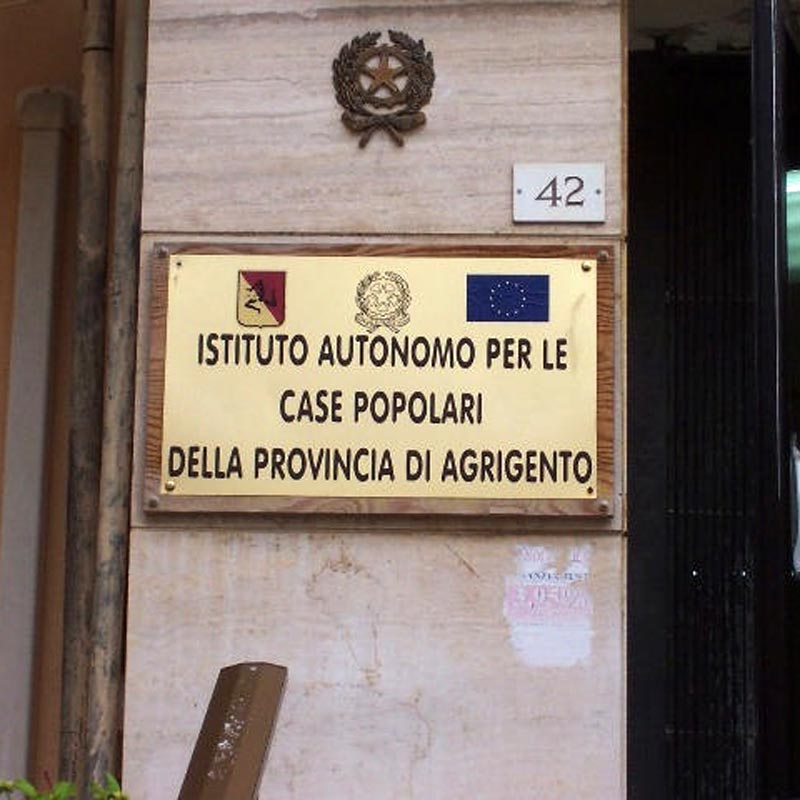 42
ISTITUTO AUTONOMO PER LE
CASE POPOLARI
DELLA PROVINCIA DI AGRIGENTO